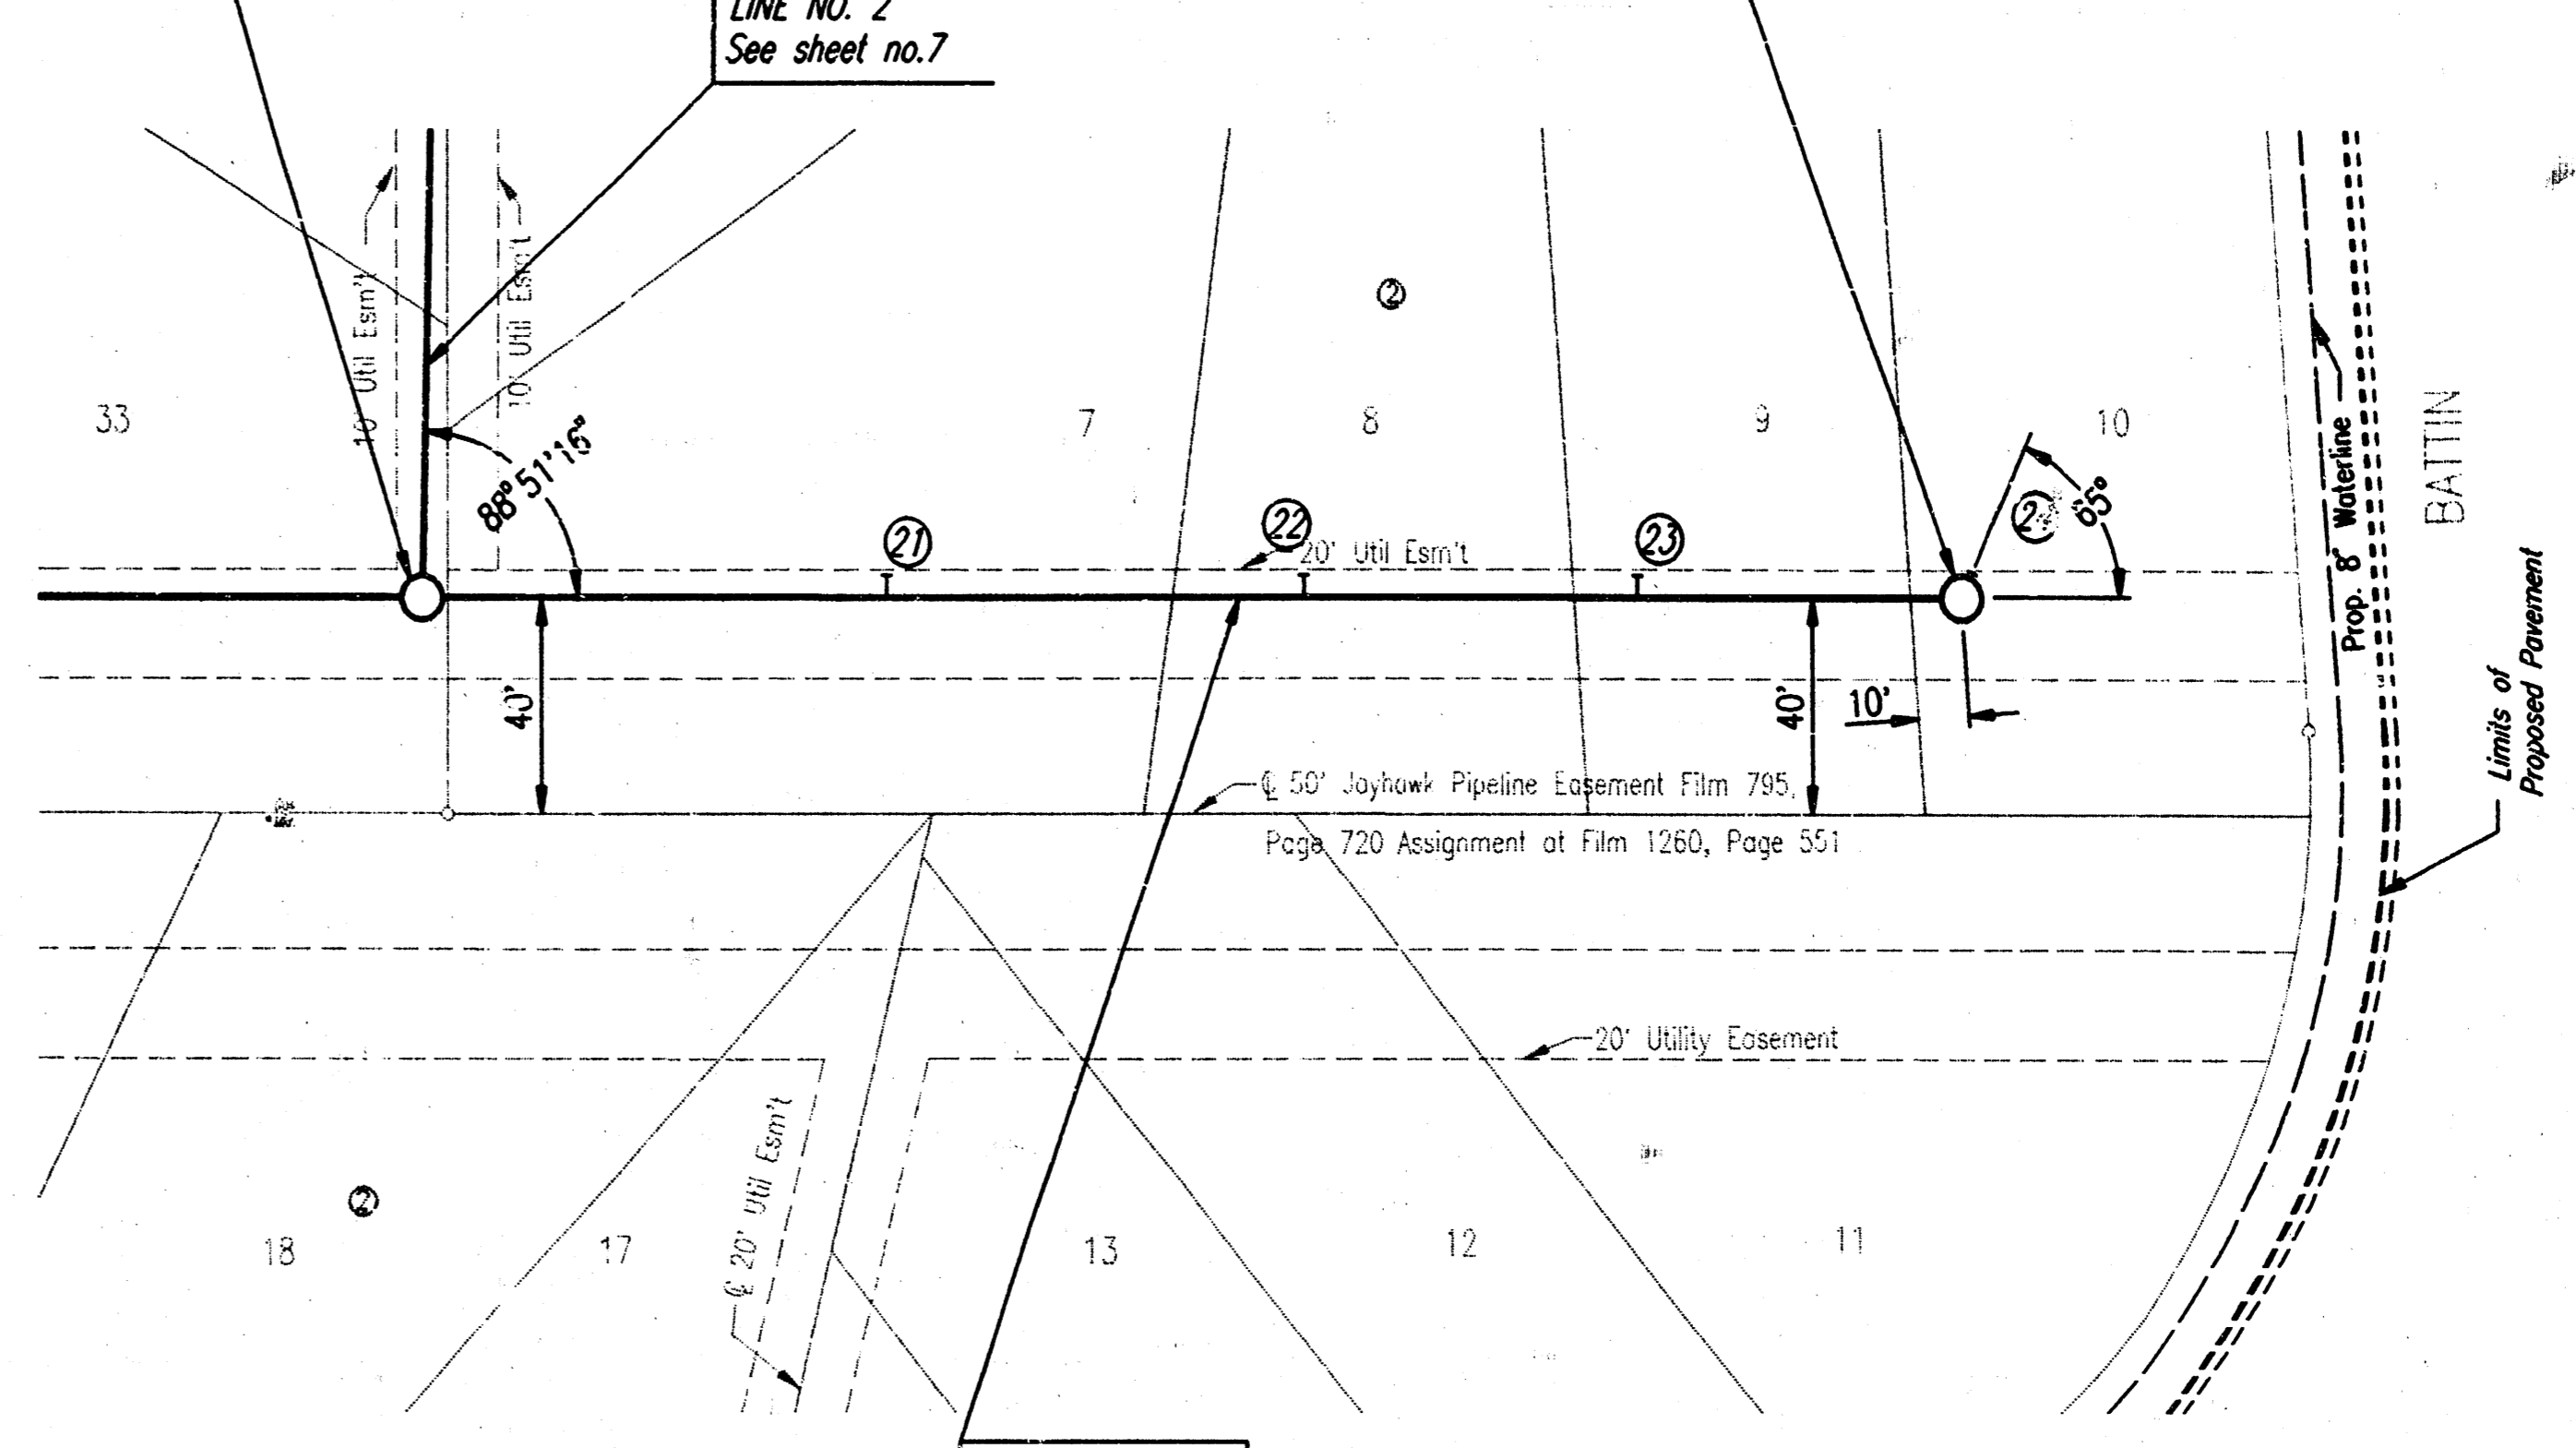 LINE NO. 2
See sheet no.7
10' Util Esm't
10' Util Esm't
33
7
8
9
10
②
88°51'16"
㉑
㉒
㉓
65°
20' Util Esm't
Prop. 8" Waterline
BATTIN
Limits of
Proposed Pavement
40'
40'
10'
℄ 50' Jayhawk Pipeline Easement Film 795,
Page 720 Assignment at Film 1260, Page 551
20' Utility Easement
℄ 20' Util Esm't
②
18
17
13
12
11